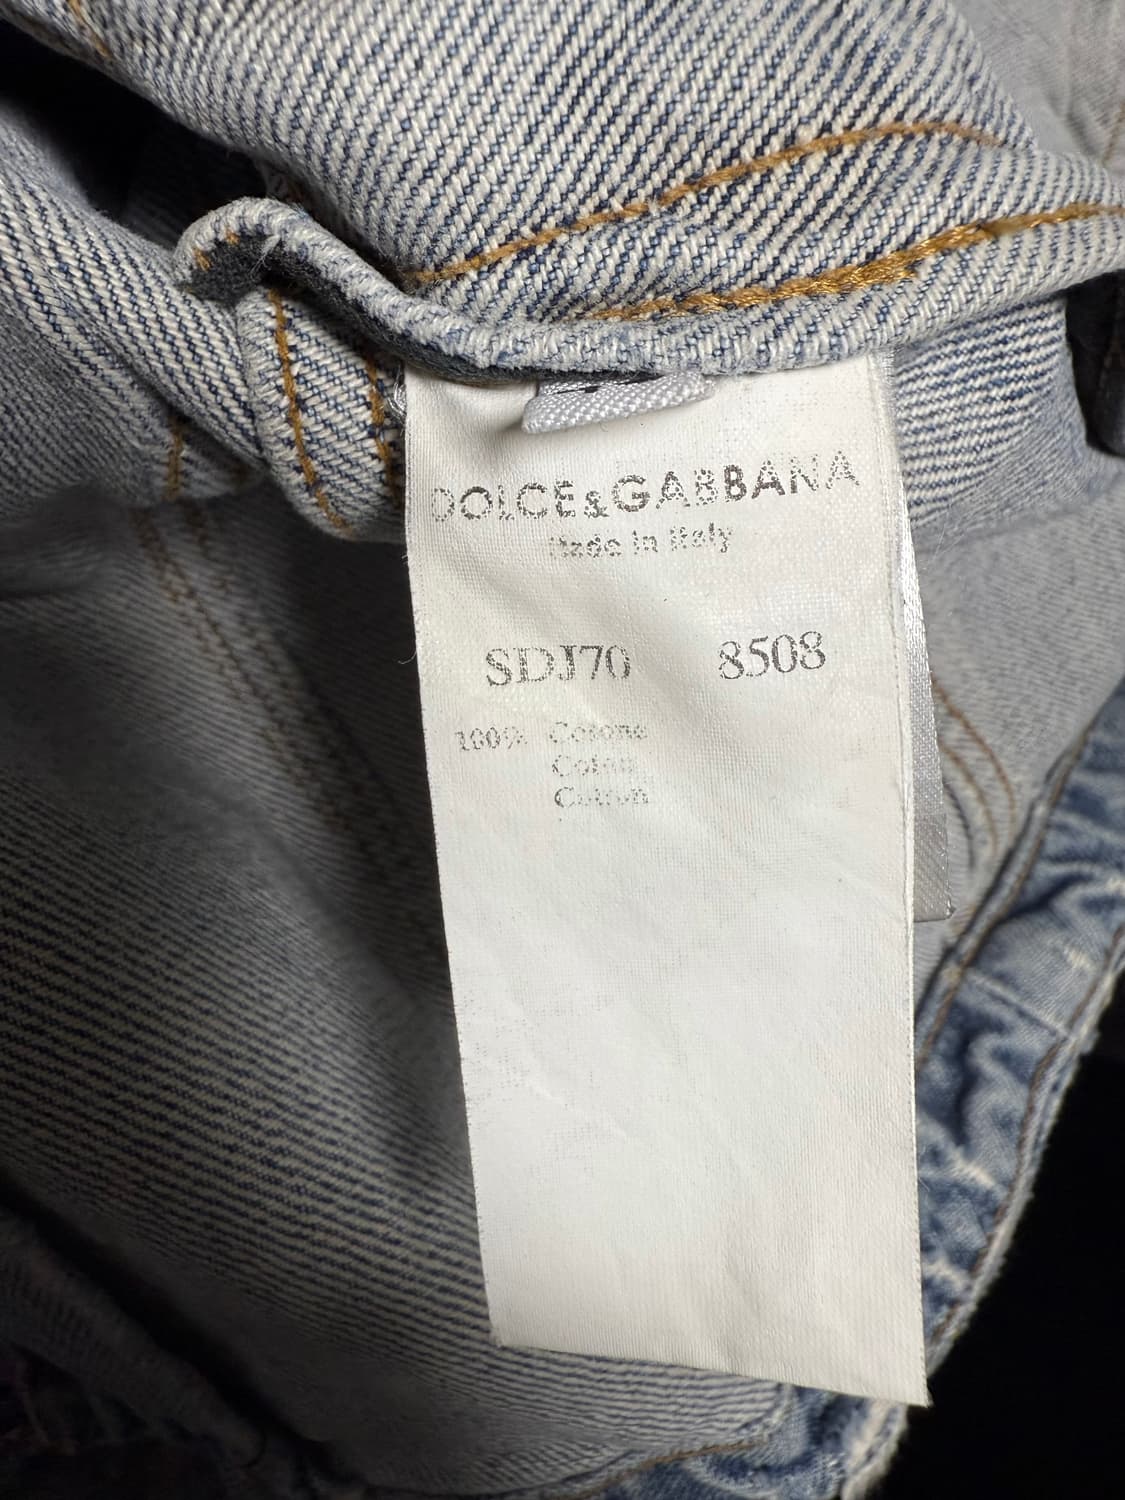 DOLCE&GABBANA
Made in Italy
SDJ70 8508
100% Cotone
Coton
Cotton